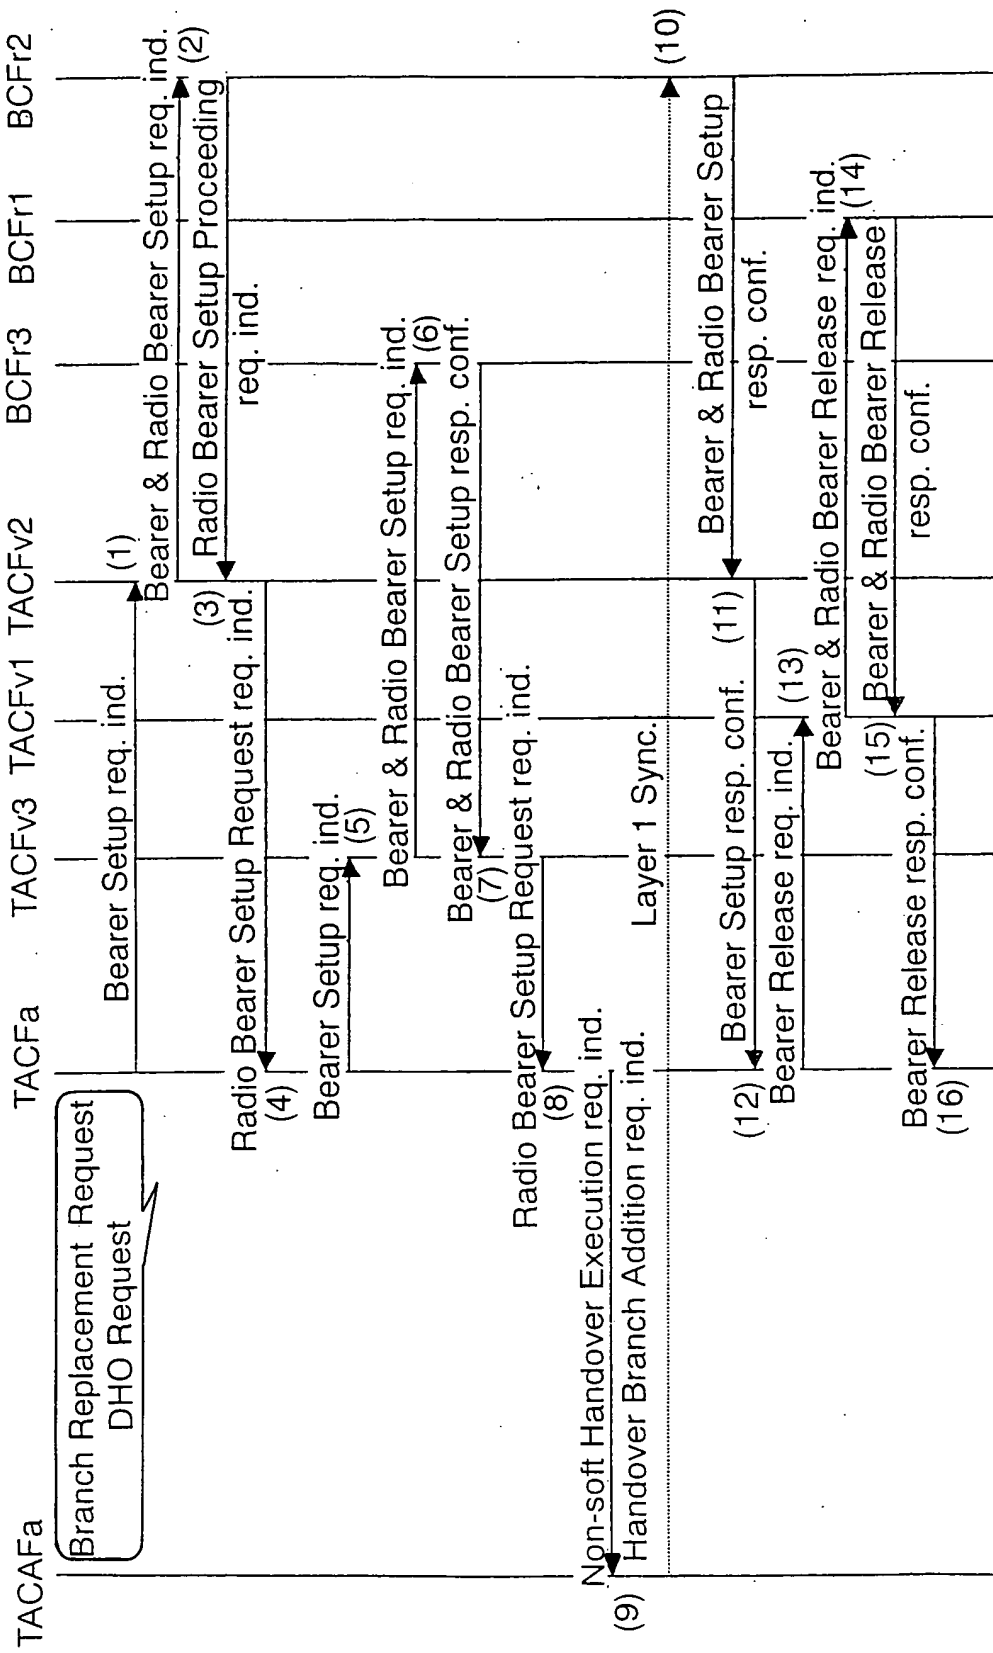 TACAFa
TACFa
TACFv3
TACFv1
TACFv2
BCFr3
BCFr1
BCFr2
Branch Replacement Request
DHO Request
Bearer Setup req. ind.
(1)
Bearer & Radio Bearer Setup req. ind.
(2)
Radio Bearer Setup Proceeding
req. ind.
(3)
Radio Bearer Setup Request req. ind.
(4)
Bearer Setup req. ind.
(5)
Bearer & Radio Bearer Setup req. ind.
(6)
Bearer & Radio Bearer Setup resp. conf.
(7)
Radio Bearer Setup Request req. ind.
(8)
Non-soft Handover Execution req. ind.
Handover Branch Addition req. ind.
(9)
Layer 1 Sync.
(10)
Bearer & Radio Bearer Setup
resp. conf.
(11)
Bearer Setup resp. conf.
(12)
Bearer Release req. ind.
(13)
Bearer & Radio Bearer Release req. ind.
(14)
Bearer & Radio Bearer Release
resp. conf.
(15)
Bearer Release resp. conf.
(16)